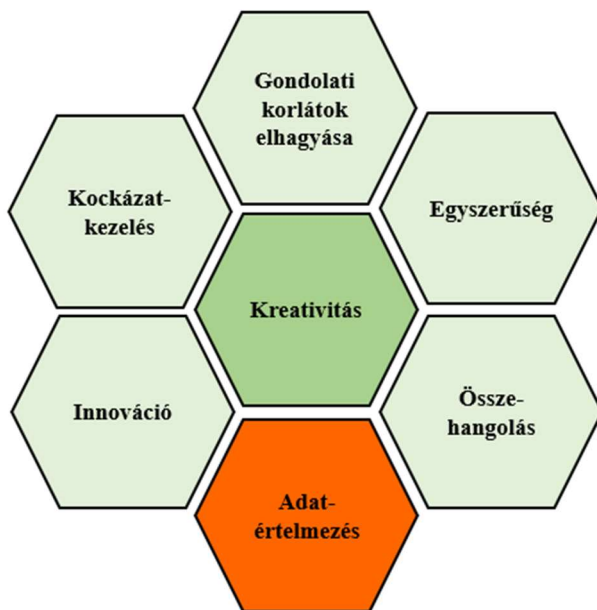 Gondolati
korlátok
elhagyása
Kockázat-
kezelés
Egyszerűség
Kreativitás
Innováció
Össze-
hangolás
Adat-
értelmezés